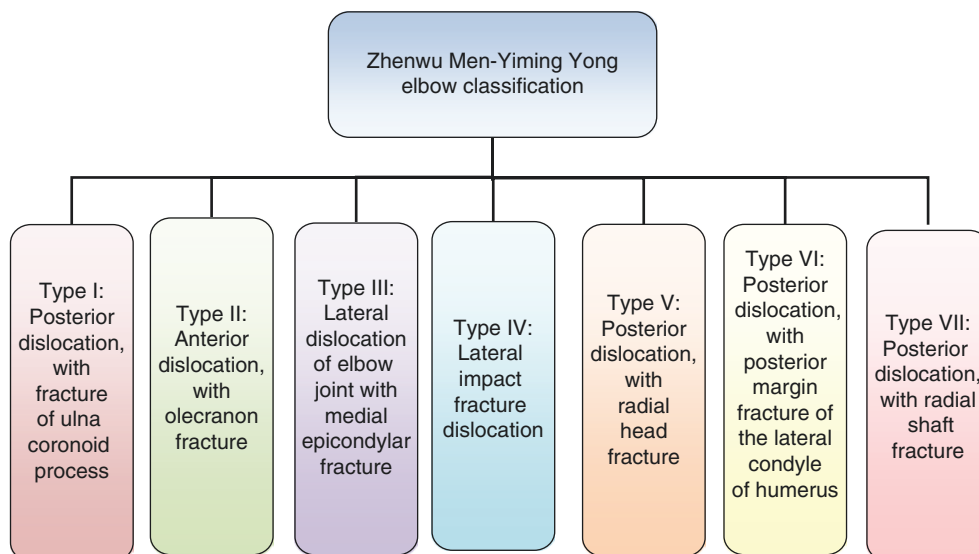 Zhenwu Men-Yiming Yong
elbow classification
Type I:
Posterior
dislocation,
with
fracture
of ulna
coronoid
process
Type II:
Anterior
dislocation,
with
olecranon
fracture
Type III:
Lateral
dislocation
of elbow
joint with
medial
epicondylar
fracture
Type IV:
Lateral
impact
fracture
dislocation
Type V:
Posterior
dislocation,
with
radial
head
fracture
Type VI:
Posterior
dislocation,
with
posterior
margin
fracture of
the lateral
condyle
of humerus
Type VII:
Posterior
dislocation,
with radial
shaft
fracture